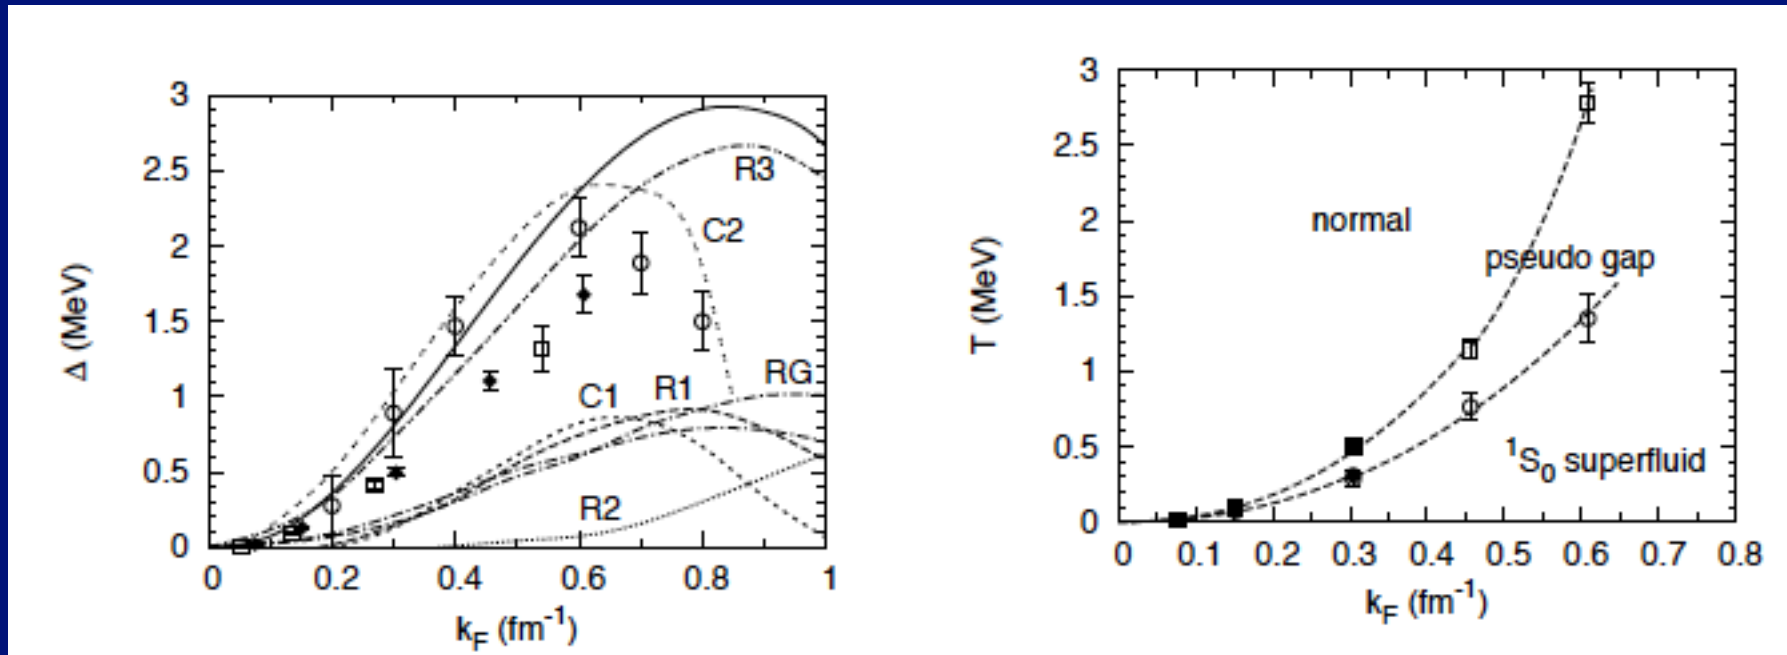 3
2.5
2
1.5
1
0.5
0
0
0.2
0.4
0.6
0.8
1
Δ (MeV)
k_F (fm⁻¹)
R3
C2
C1
R1
RG
R2
3
2.5
2
1.5
1
0.5
0
0
0.1
0.2
0.3
0.4
0.5
0.6
0.7
0.8
T (MeV)
k_F (fm⁻¹)
normal
pseudo gap
¹S₀ superfluid